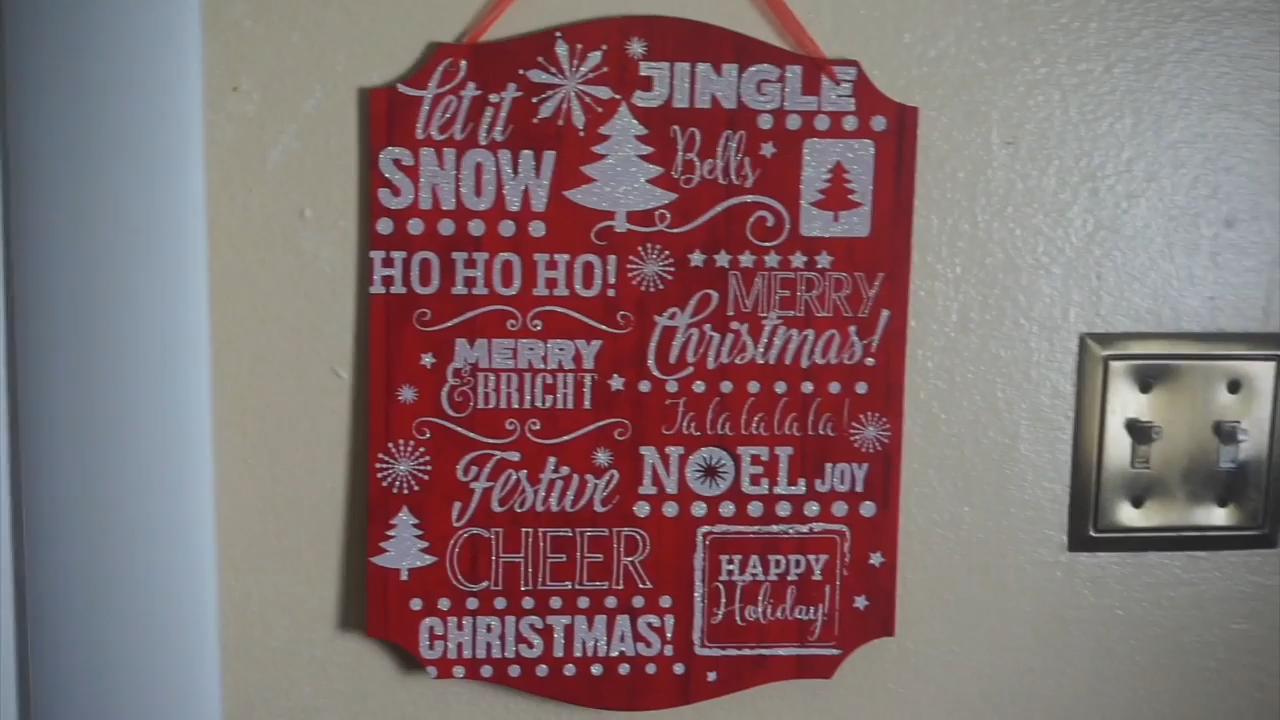 let it
SNOW
JINGLE
Bells
HO HO HO!
MERRY
Christmas!
MERRY
& BRIGHT
Fa la la la la la!
NOEL JOY
Festive
CHEER
HAPPY
Holiday!
CHRISTMAS!